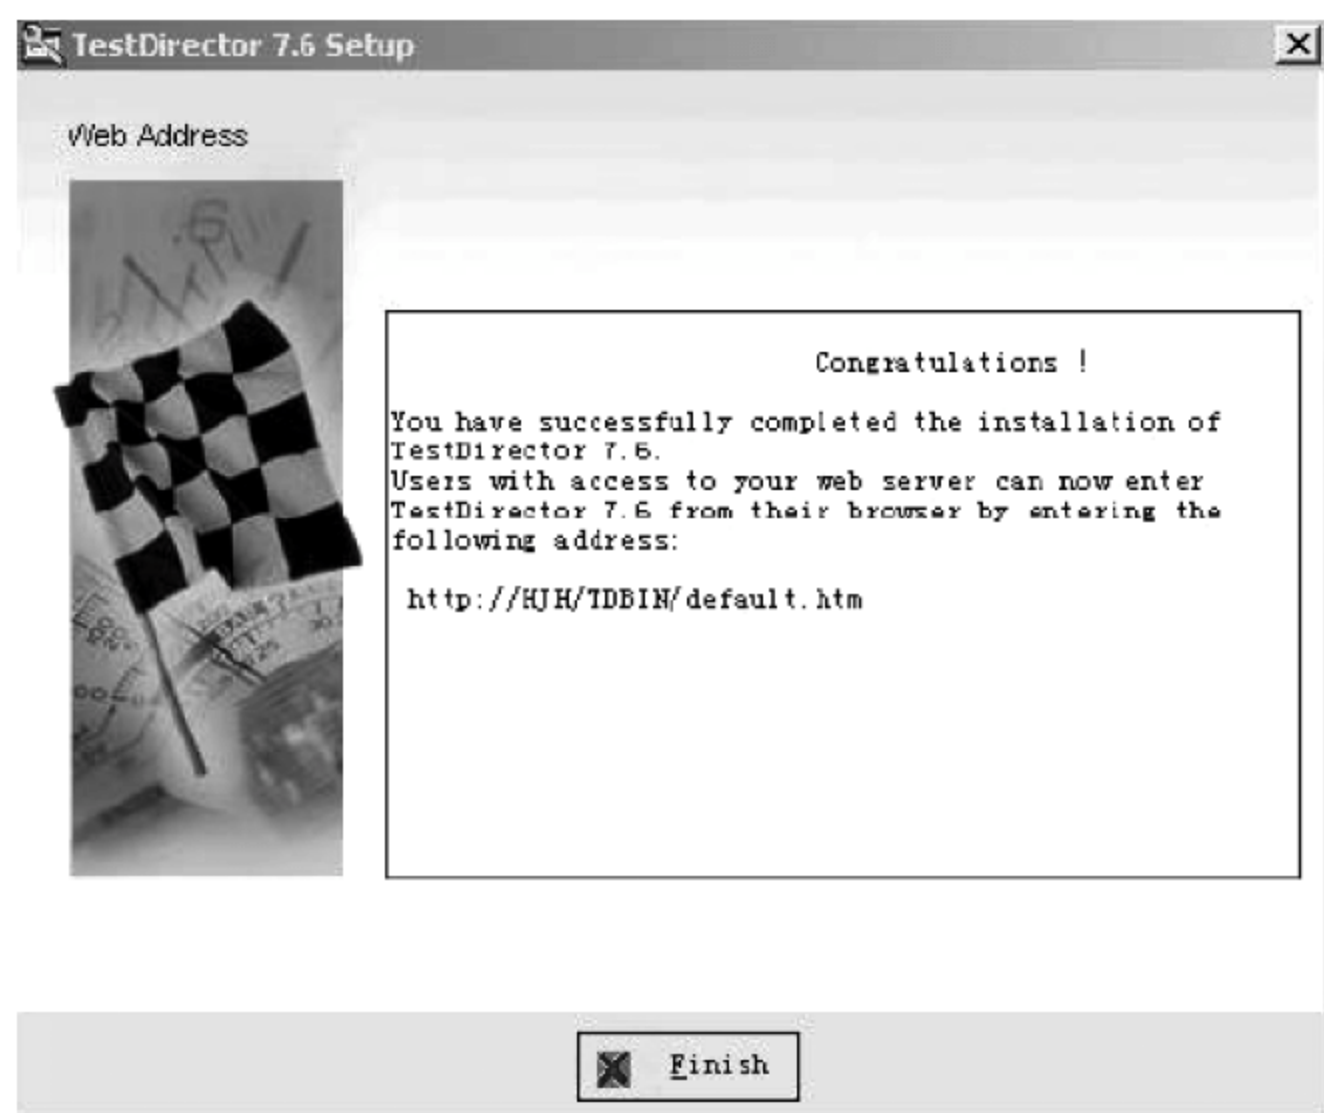 TestDirector 7.6 Setup
Web Address
Congratulations !
You have successfully completed the installation of
TestDirector 7.6.
Users with access to your web server can now enter
TestDirector 7.6 from their browser by entering the
following address:
http://HJH/TDBIN/default.htm
Finish